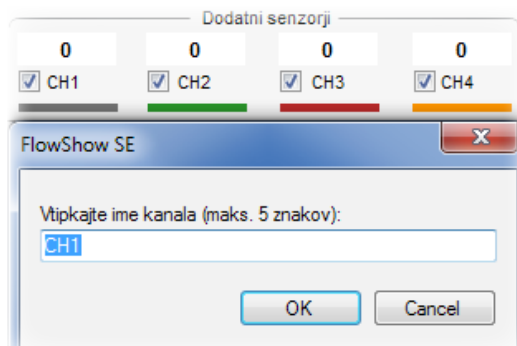 Dodatni senzorji
0 0 0 0
CH1 CH2 CH3 CH4
FlowShow SE
Vtipkajte ime kanala (maks. 5 znakov):
CH1
OK Cancel